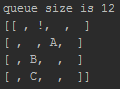 queue size is 12
[[ , !,  ,  ]
[ ,  , A,  ]
[ , B,  ,  ]
[ , C,  ,  ]]